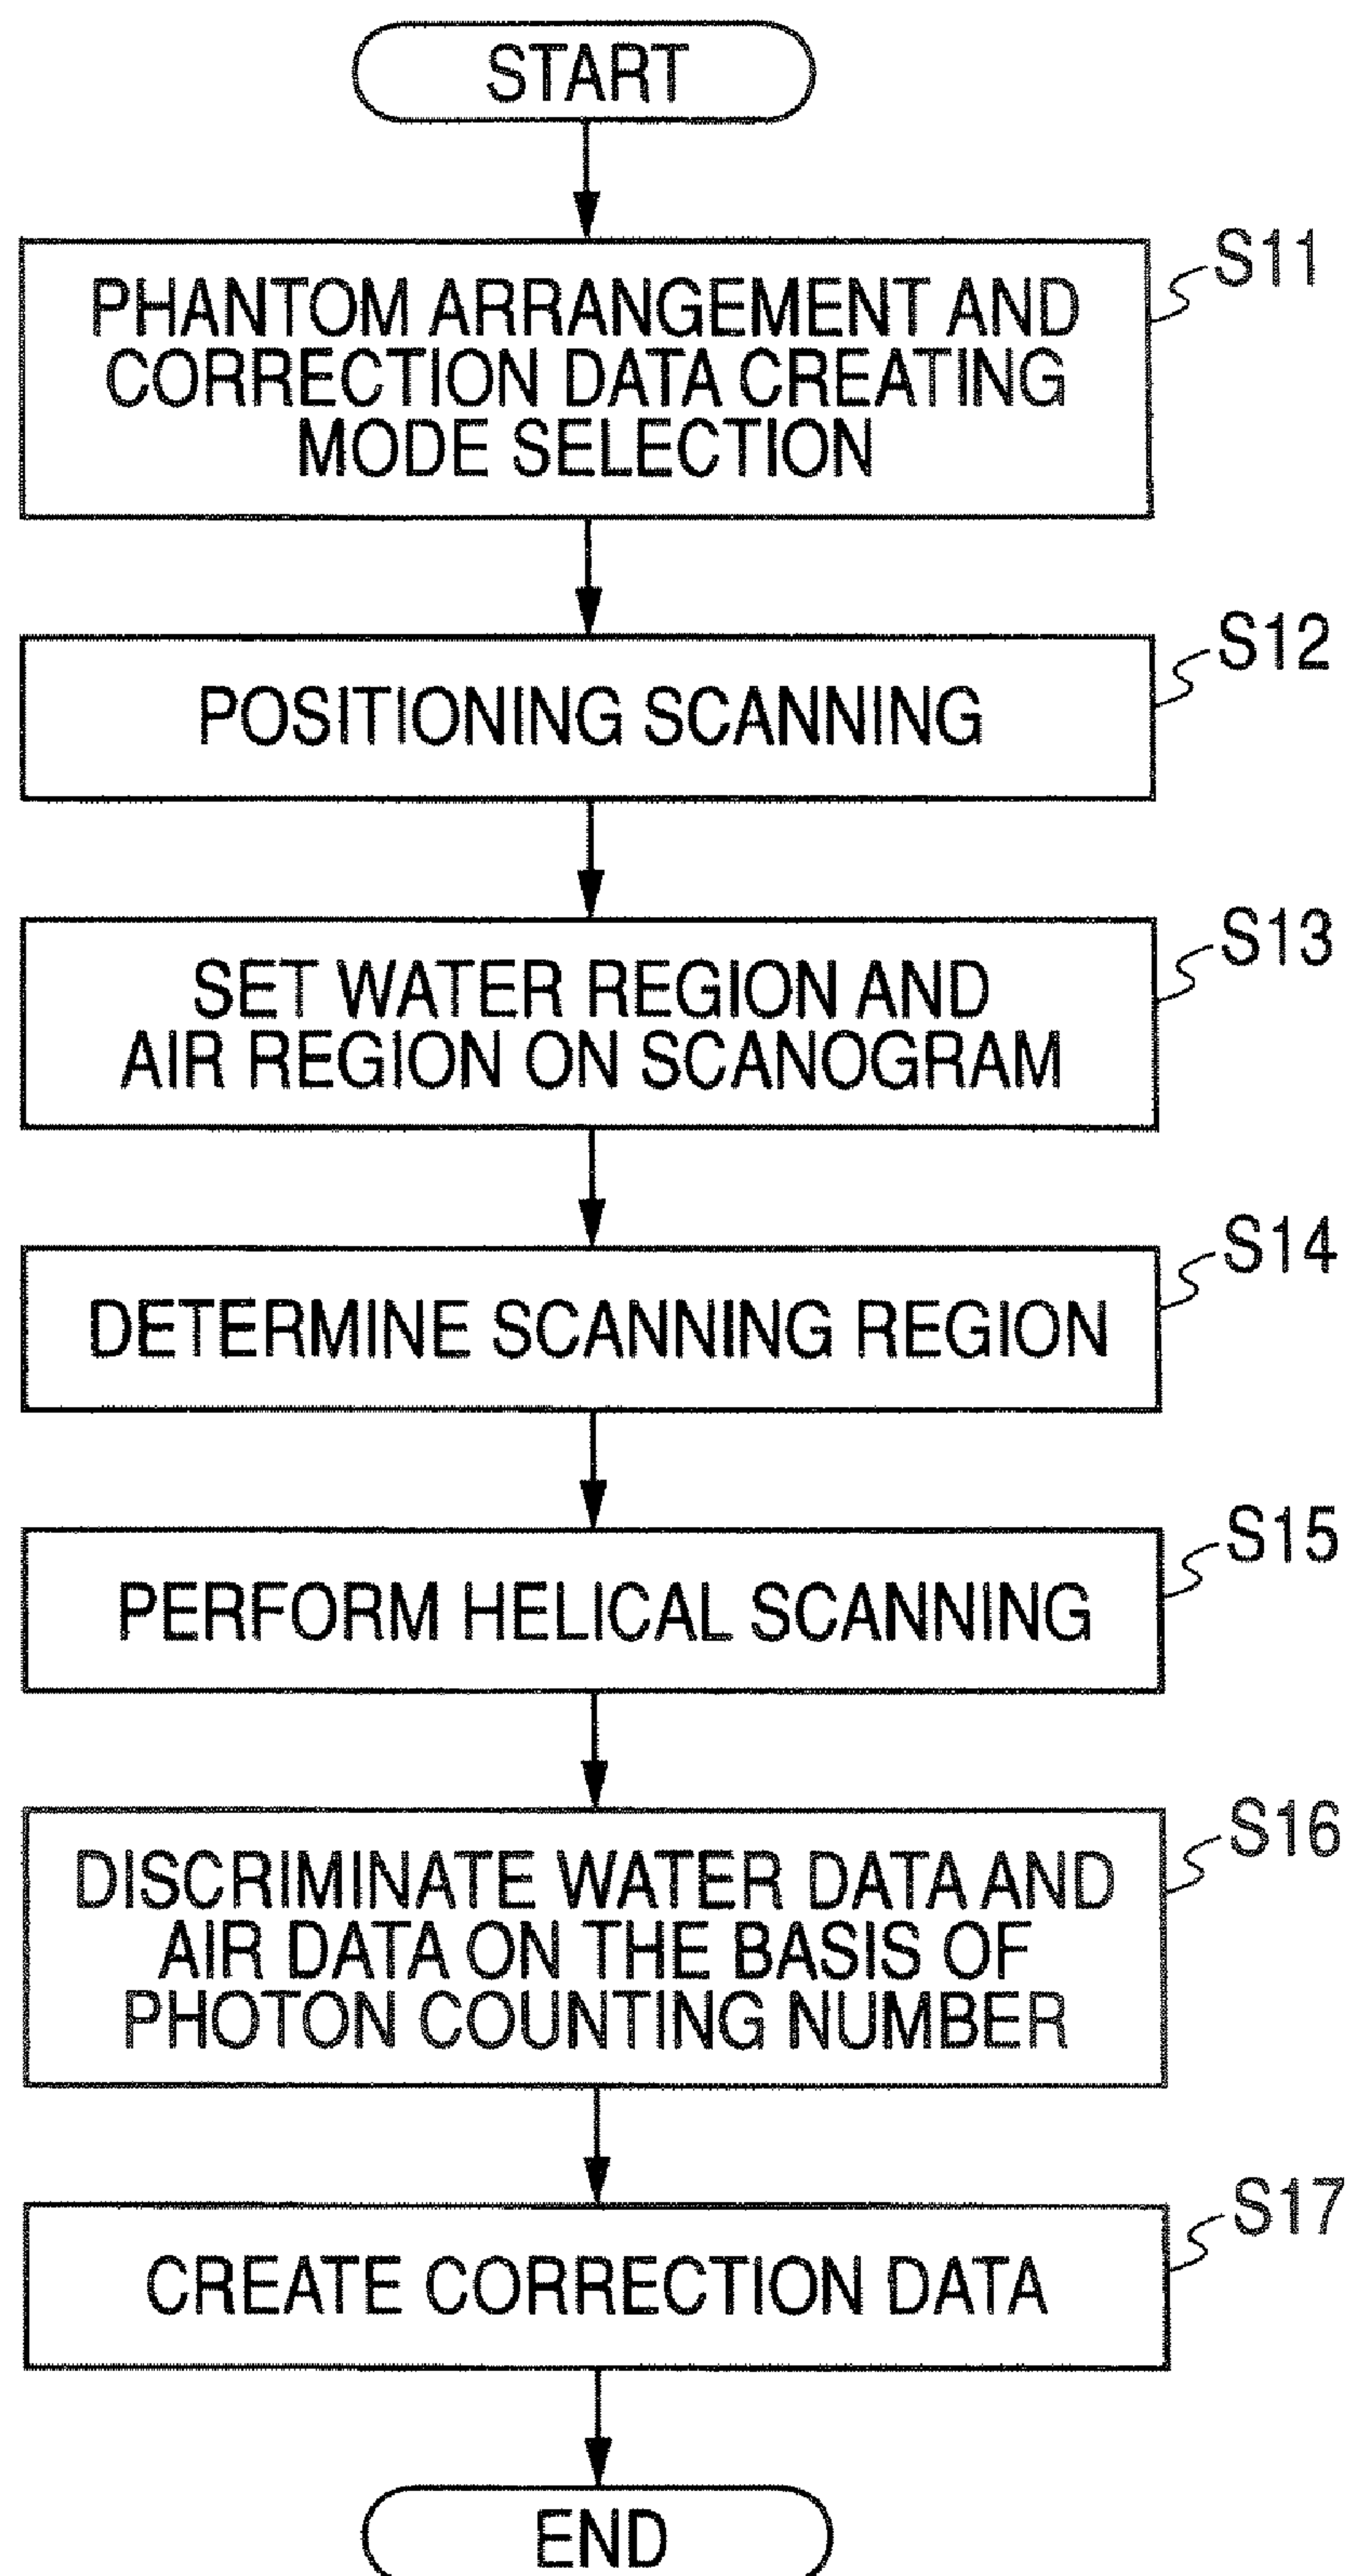 START
S11
PHANTOM ARRANGEMENT AND
CORRECTION DATA CREATING
MODE SELECTION
S12
POSITIONING SCANNING
S13
SET WATER REGION AND
AIR REGION ON SCANOGRAM
S14
DETERMINE SCANNING REGION
S15
PERFORM HELICAL SCANNING
S16
DISCRIMINATE WATER DATA AND
AIR DATA ON THE BASIS OF
PHOTON COUNTING NUMBER
S17
CREATE CORRECTION DATA
END